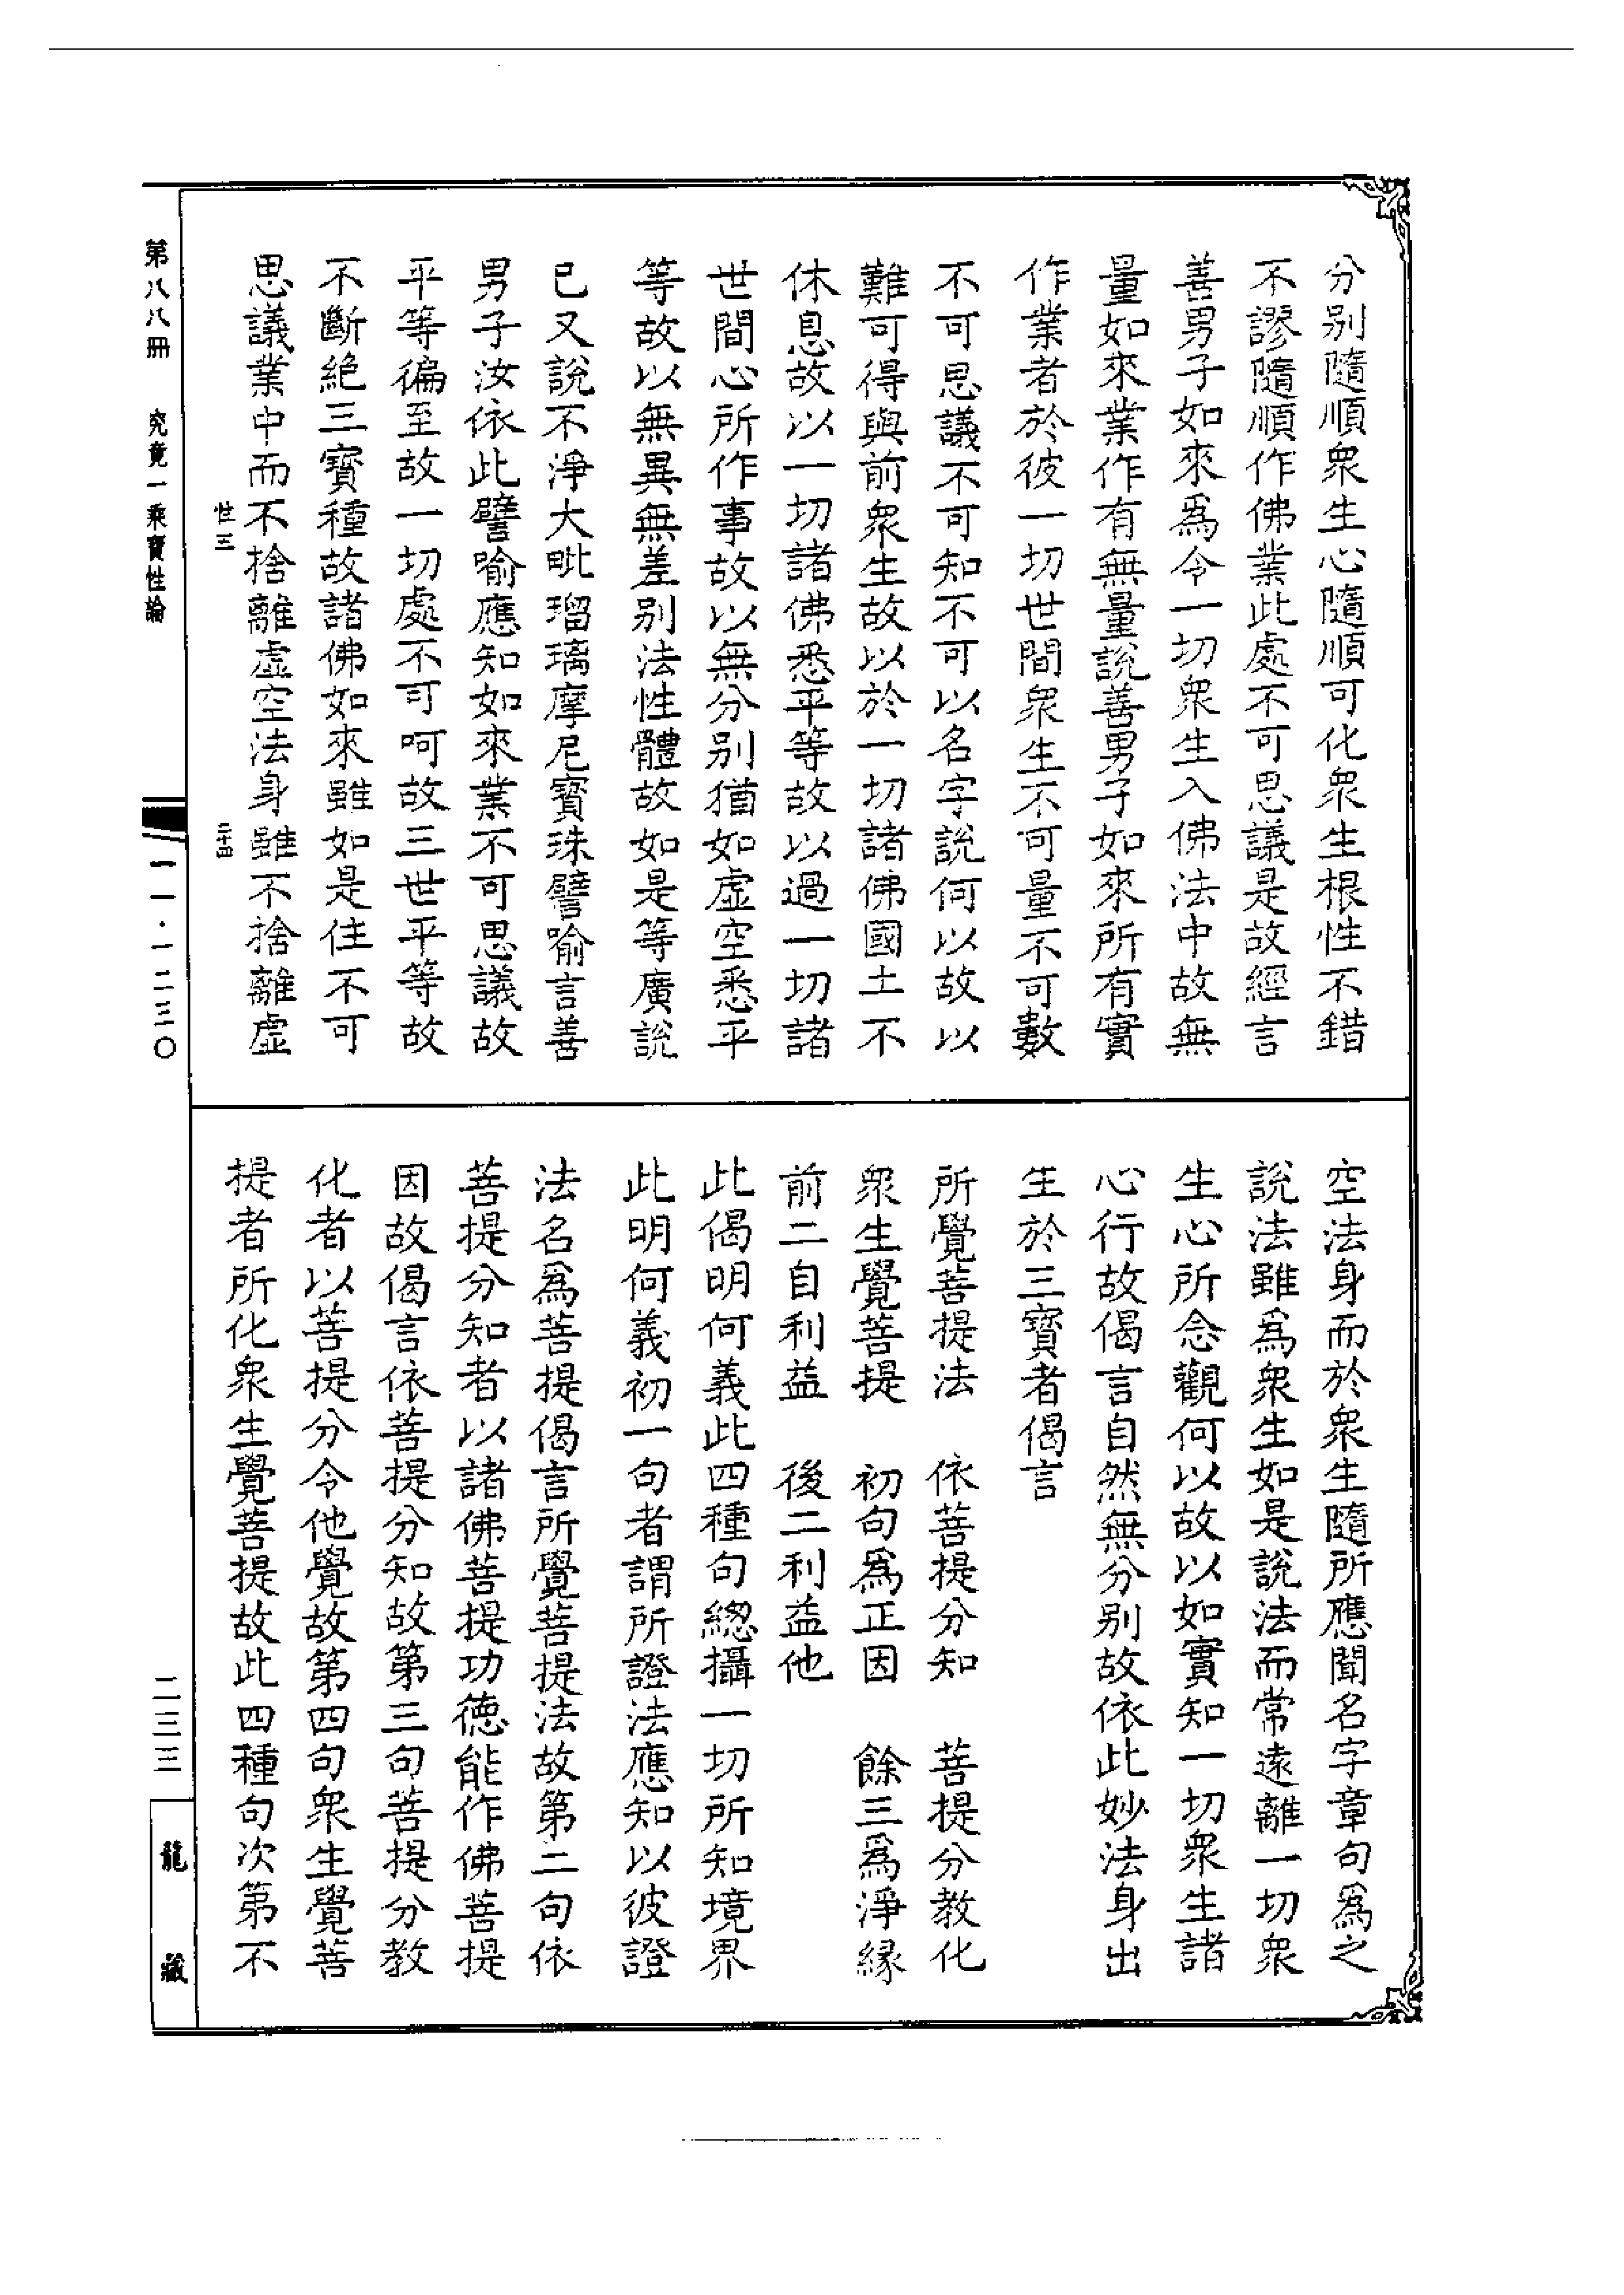 分別隨順衆生心隨順可化衆生根性不錯
不謬隨順作佛業此處不可思議是故經言
善男子如來爲令一切衆生入佛法中故無
量如來業作有無量說善男子如來所有實
作業者於彼一切世間衆生不可量不可數
不可思議不可知不可以名字說何以故以
難可得與前衆生故以於一切諸佛國土不
休息故以一切諸佛悉平等故以過一切諸
世間心所作事故以無分別猶如虛空悉平
等故以無異無差別法性體故如是等廣說
已又說不淨大毗瑠璃摩尼寶珠譬喻言善
男子汝依此譬喻應知如來業不可思議故
平等徧至故一切處不可呵故三世平等故
不斷絕三寶種故諸佛如來雖如是住不可
思議業中而不捨離虛空法身雖不捨離虛
世三
二十四
空法身而於衆生隨所應聞名字章句爲之
說法雖爲衆生如是說法而常遠離一切衆
生心所念觀何以故以如實知一切衆生諸
心行故偈言自然無分別故依此妙法身出
生於三寶者偈言
所覺菩提法 依菩提分知 菩提分教化
衆生覺菩提 初句爲正因 餘三爲淨緣
前二自利益 後二利益他
此偈明何義此四種句總攝一切所知境界
此明何義初一句者謂所證法應知以彼證
法名爲菩提偈言所覺菩提法故第二句依
菩提分知者以諸佛菩提功德能作佛菩提
因故偈言依菩提分知故第三句菩提分教
化者以菩提分令他覺故第四句衆生覺菩
提者所化衆生覺菩提故此四種句次第不
第八八冊 究竟一乘寶性論
一一·一二三〇
二三三
龍藏